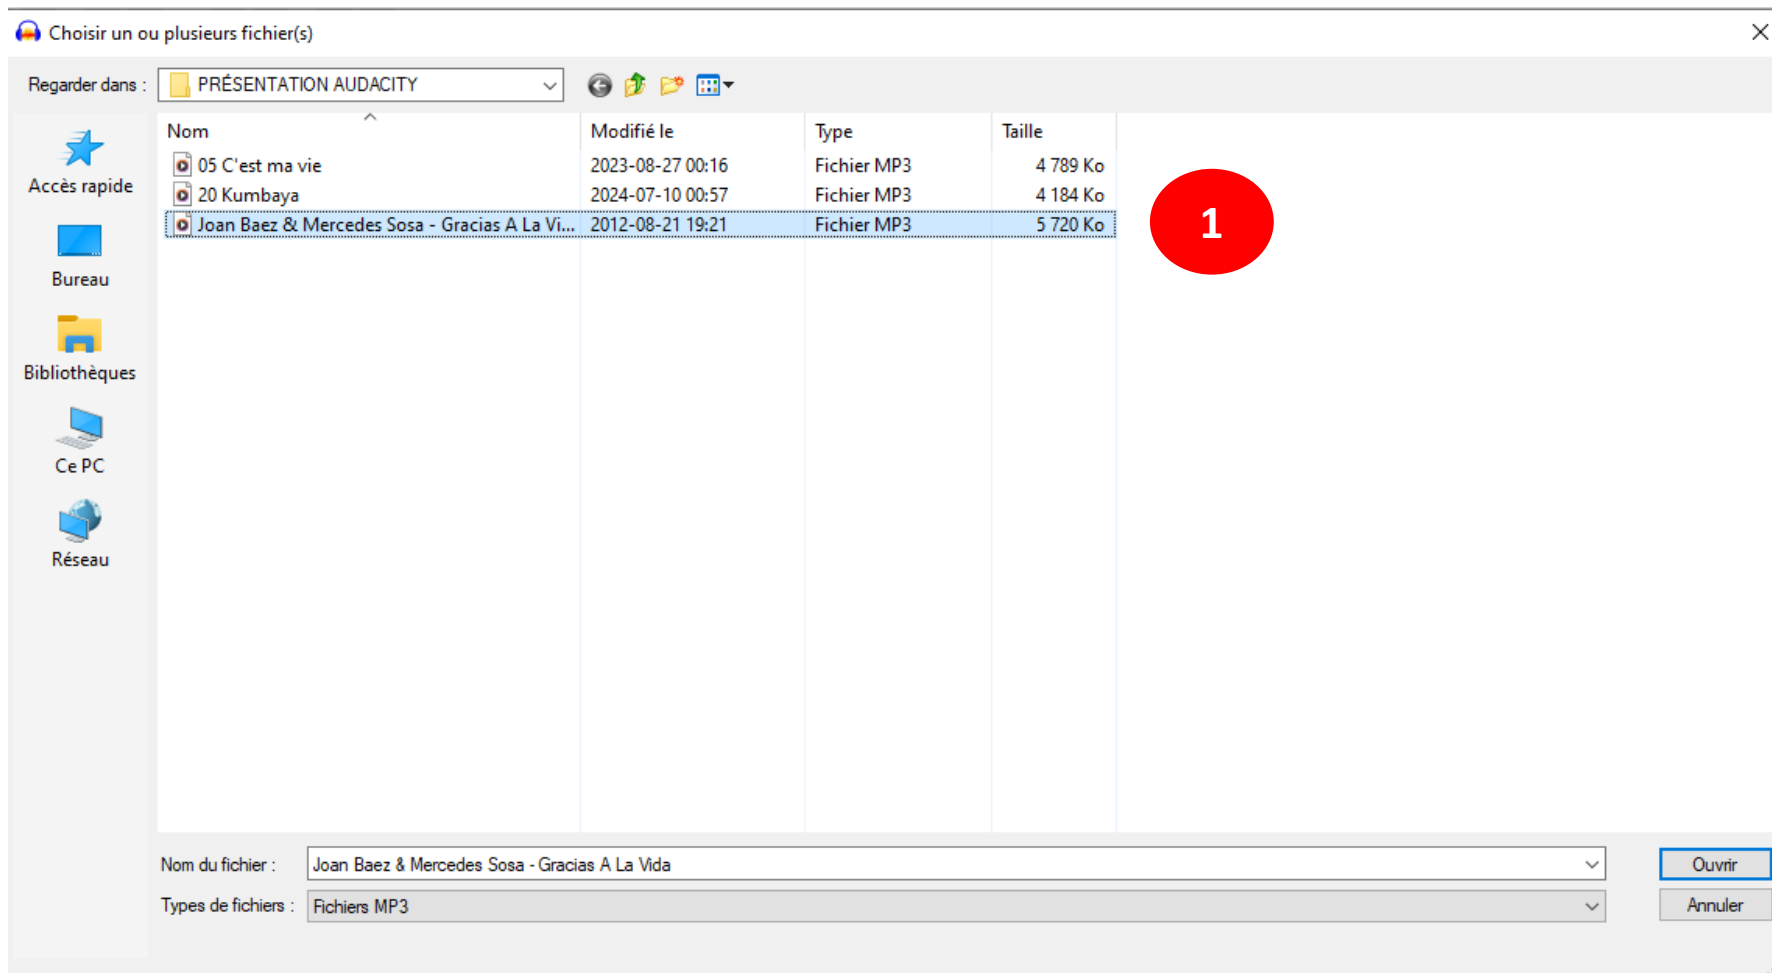 Choisir un ou plusieurs fichier(s)
Regarder dans : PRÉSENTATION AUDACITY
Nom Modifié le Type Taille
05 C'est ma vie 2023-08-27 00:16 Fichier MP3 4 789 Ko
20 Kumbaya 2024-07-10 00:57 Fichier MP3 4 184 Ko
Joan Baez & Mercedes Sosa - Gracias A La Vi... 2012-08-21 19:21 Fichier MP3 5 720 Ko
1
Accès rapide
Bureau
Bibliothèques
Ce PC
Réseau
Nom du fichier : Joan Baez & Mercedes Sosa - Gracias A La Vida Ouvrir
Types de fichiers : Fichiers MP3 Annuler